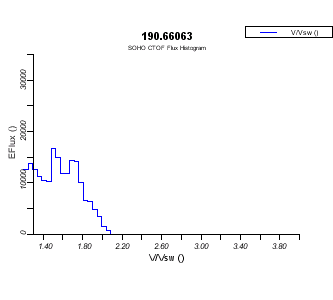 190.66063
SOHO CTOF Flux Histogram
V/Vsw ()
EFlux ()
30000
20000
10000
0
1.40 1.80 2.20 2.60 3.00 3.40 3.80
V/Vsw ()